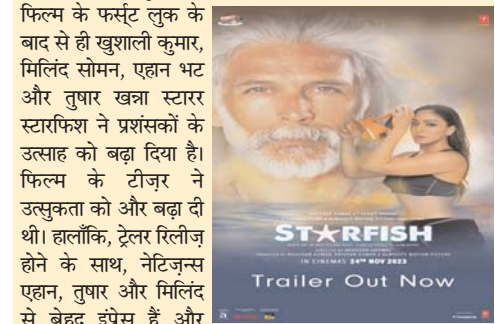 फिल्म के फर्स्ट लुक के
बाद से ही खुशाली कुमार,
मिलिंद सोमन, एहान भट
और तुषार खन्ना स्टारर
स्टारफिश ने प्रशंसकों के
उत्साह को बढ़ा दिया है।
फिल्म के टीज़र ने
उत्सुकता को और बढ़ा दी
थी। हालाँकि, ट्रेलर रिलीज़
होने के साथ, नेटिज़न्स
एहान, तुषार और मिलिंद
से बेहद इंप्रेस हैं और
STARFISH
IN CINEMAS 24TH NOV 2023
Trailer Out Now